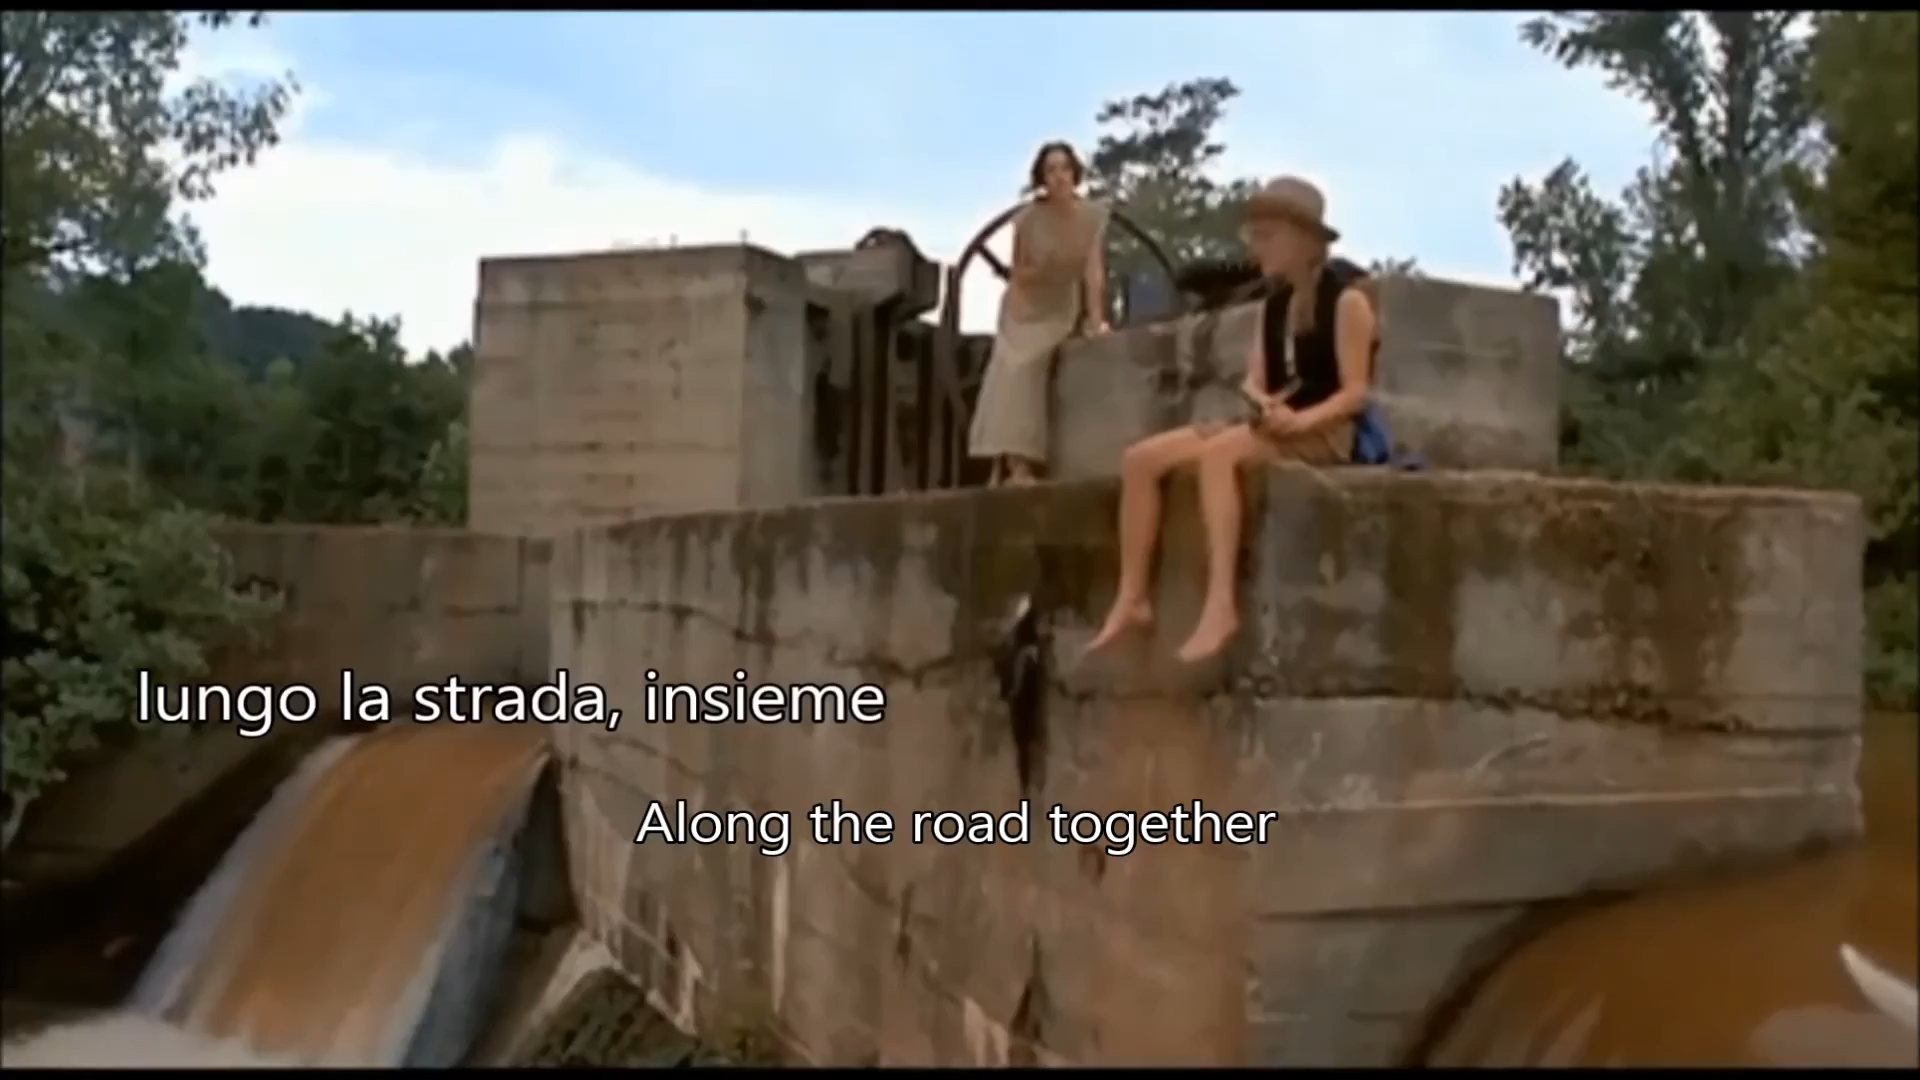 lungo la strada, insieme
Along the road together